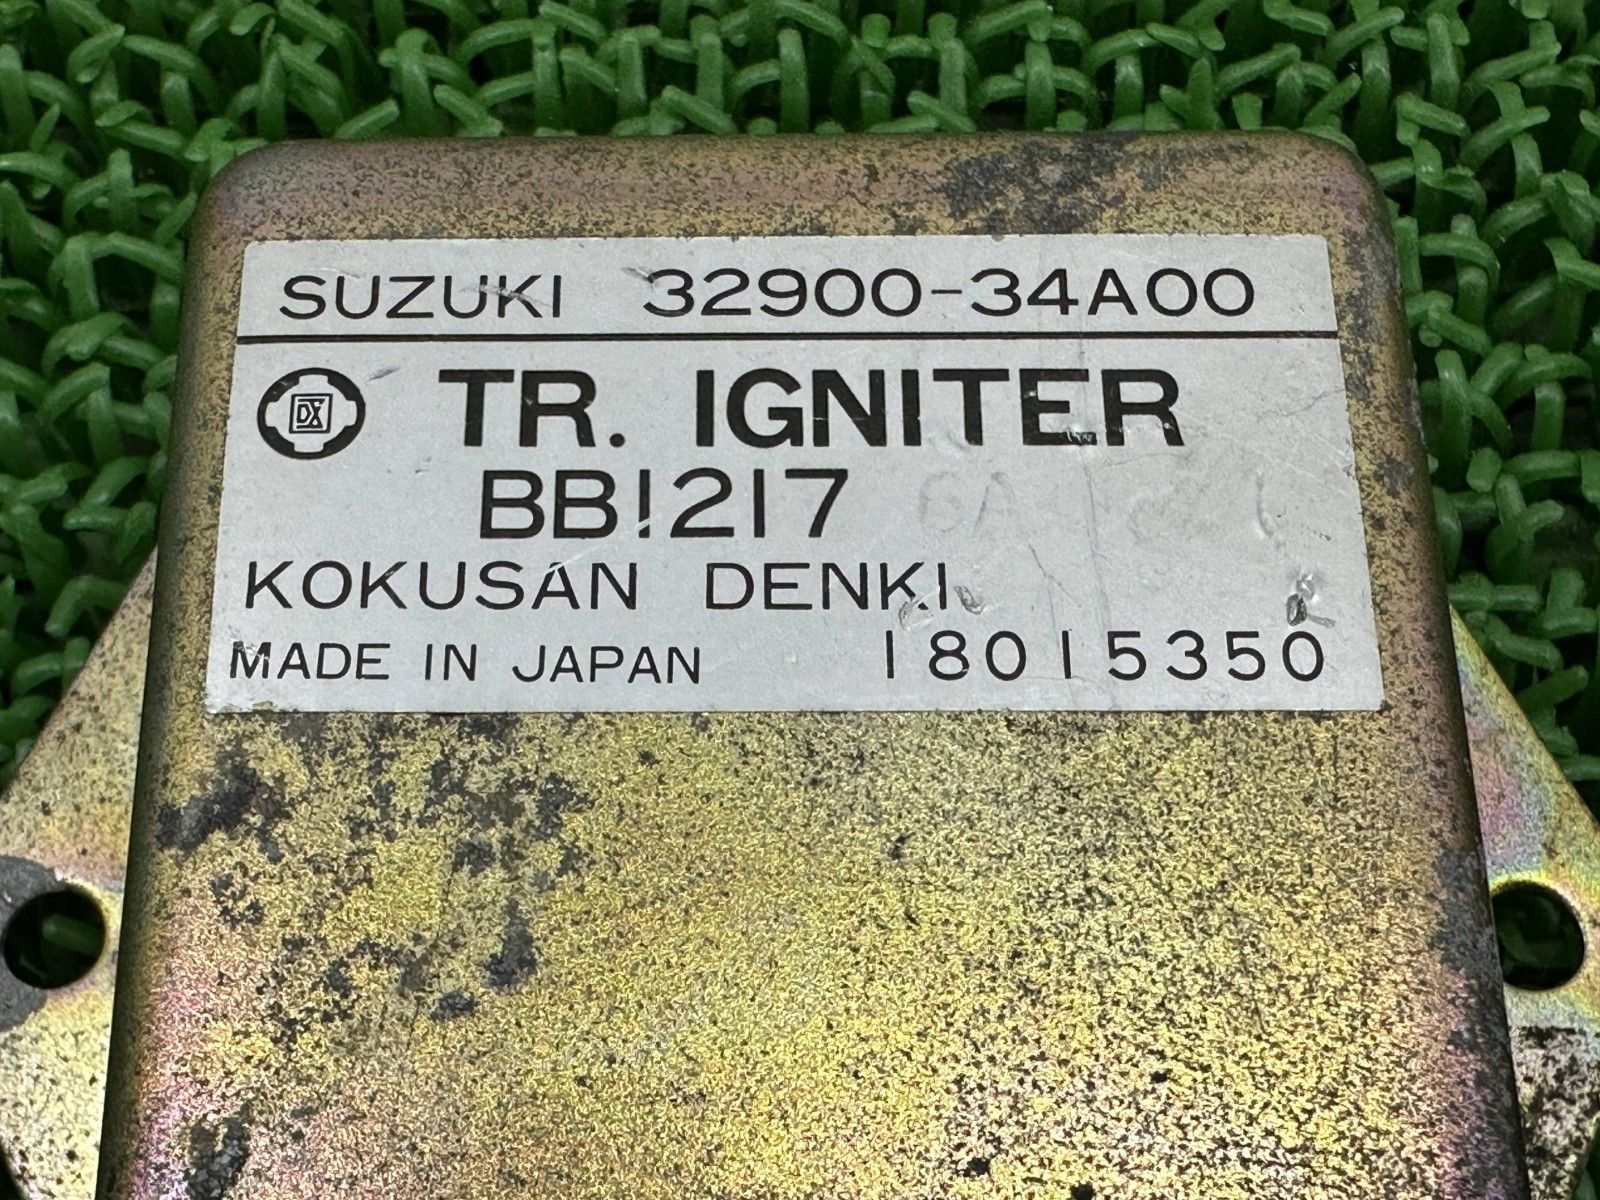 SUZUKI 32900-34A00
TR. IGNITER
BB1217
KOKUSAN DENKI
MADE IN JAPAN 18015350